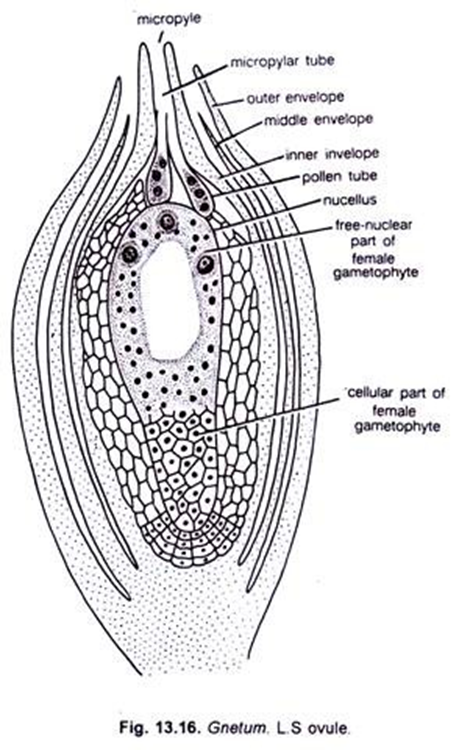 micropyle
micropylar tube
outer envelope
middle envelope
inner invelope
pollen tube
nucellus
free-nuclear
part of
female
gametophyte
cellular part of
female
gametophyte
Fig. 13.16. Gnetum. L.S ovule.